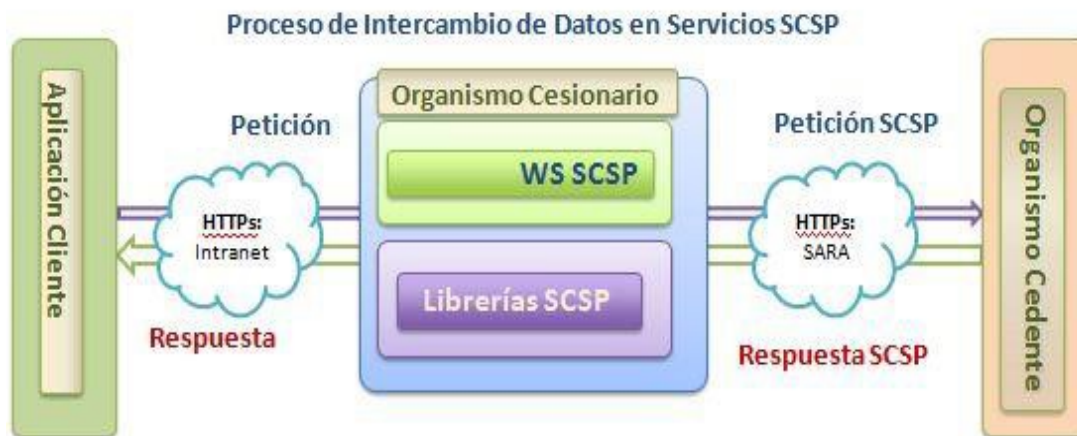 Proceso de Intercambio de Datos en Servicios SCSP
Aplicación Cliente
Petición
HTTPs:
Intranet
Respuesta
Organismo Cesionario
WS SCSP
Librerías SCSP
Petición SCSP
HTTPs:
SARA
Respuesta SCSP
Organismo Cedente